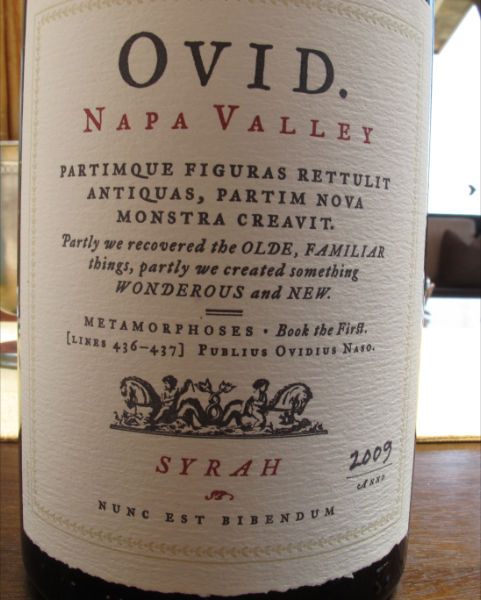 OVID.
NAPA VALLEY
PARTIMQUE FIGURAS RETTULIT
ANTIQUAS, PARTIM NOVA
MONSTRA CREAVIT.
Partly we recovered the OLDE, FAMILIAR
things, partly we created something
WONDEROUS and NEW.
METAMORPHOSES · Book the First.
[LINES 436–437] PUBLIUS OVIDIUS NASO.
SYRAH
2009
ANNO
NUNC EST BIBENDUM